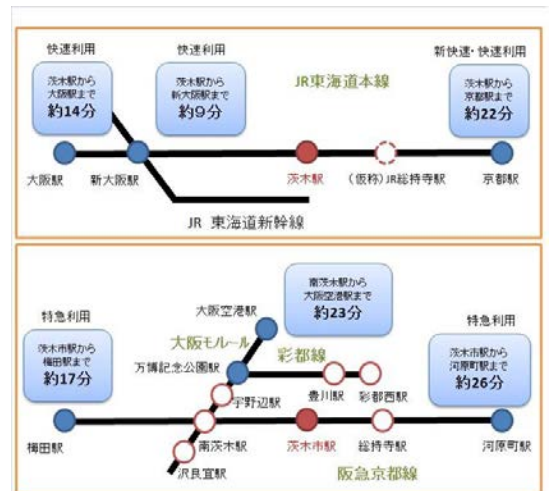 快速利用
快速利用
新快速・快速利用
茨木駅から
大阪駅まで
約14分
茨木駅から
新大阪駅まで
約9分
JR東海道本線
茨木駅から
京都駅まで
約22分
大阪駅
新大阪駅
茨木駅
(仮称)JR総持寺駅
京都駅
JR 東海道新幹線
南茨木駅から
大阪空港駅まで
約23分
大阪空港駅
特急利用
特急利用
茨木市駅から
梅田駅まで
約17分
大阪モルール
彩都線
茨木市駅から
河原町駅まで
約26分
万博記念公園駅
宇野辺駅
豊川駅
彩都西駅
梅田駅
南茨木駅
茨木市駅
総持寺駅
河原町駅
沢良宜駅
阪急京都線